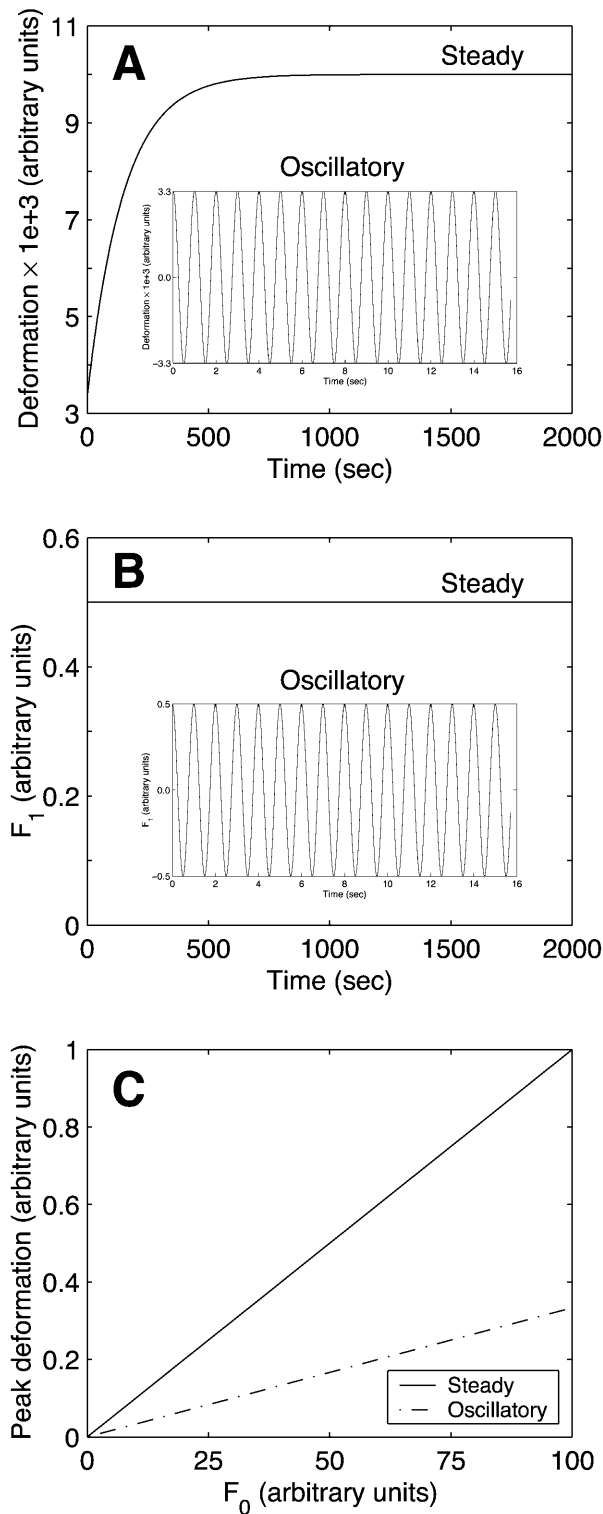 A
Steady
Deformation × 1e+3 (arbitrary units)
11
9
7
5
3
0
500
1000
1500
2000
Time (sec)
Oscillatory
Deformation × 1e+3 (arbitrary units)
3.3
0.0
−3.3
0
2
4
6
8
10
12
14
16
Time (sec)
B
Steady
F1 (arbitrary units)
0.6
0.4
0.2
0
0
500
1000
1500
2000
Time (sec)
Oscillatory
F1 (arbitrary units)
0.5
0.0
−0.5
0
2
4
6
8
10
12
14
16
Time (sec)
C
Peak deformation (arbitrary units)
1
0.8
0.6
0.4
0.2
0
0
25
50
75
100
F0 (arbitrary units)
Steady
Oscillatory